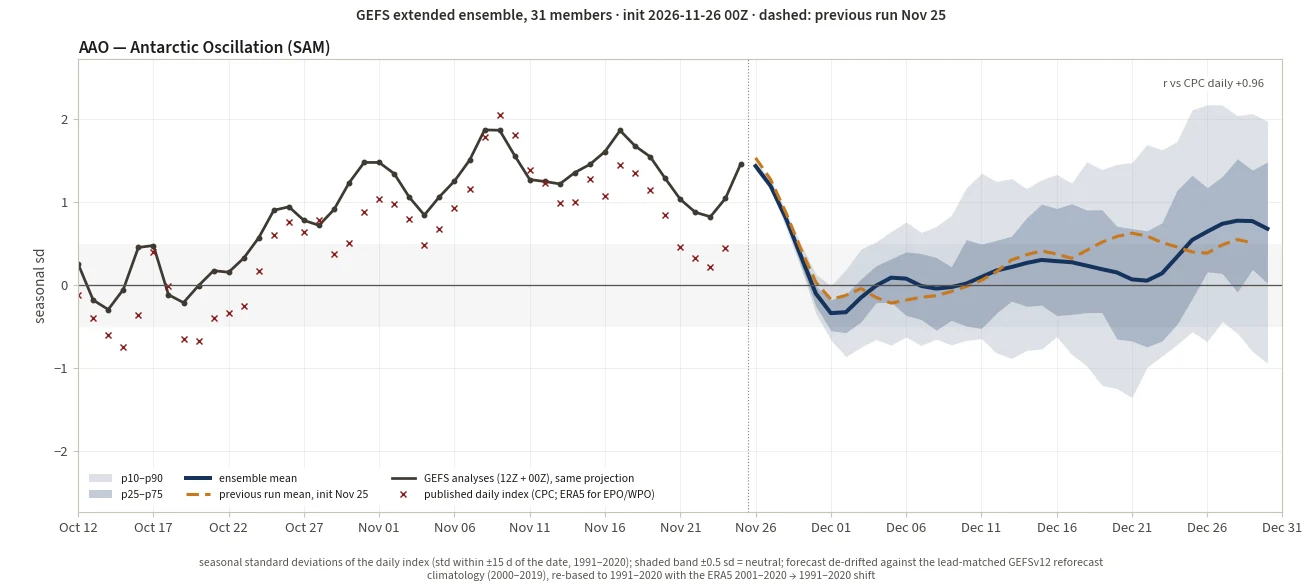 GEFS extended ensemble, 31 members · init 2026-11-26 00Z · dashed: previous run Nov 25
AAO — Antarctic Oscillation (SAM)
r vs CPC daily +0.96
seasonal sd
2
1
0
−1
−2
p10–p90
p25–p75
ensemble mean
previous run mean, init Nov 25
GEFS analyses (12Z + 00Z), same projection
published daily index (CPC; ERA5 for EPO/WPO)
Oct 12
Oct 17
Oct 22
Oct 27
Nov 01
Nov 06
Nov 11
Nov 16
Nov 21
Nov 26
Dec 01
Dec 06
Dec 11
Dec 16
Dec 21
Dec 26
Dec 31
seasonal standard deviations of the daily index (std within ±15 d of the date, 1991–2020); shaded band ±0.5 sd = neutral; forecast de-drifted against the lead-matched GEFSv12 reforecast
climatology (2000–2019), re-based to 1991–2020 with the ERA5 2001–2020 → 1991–2020 shift